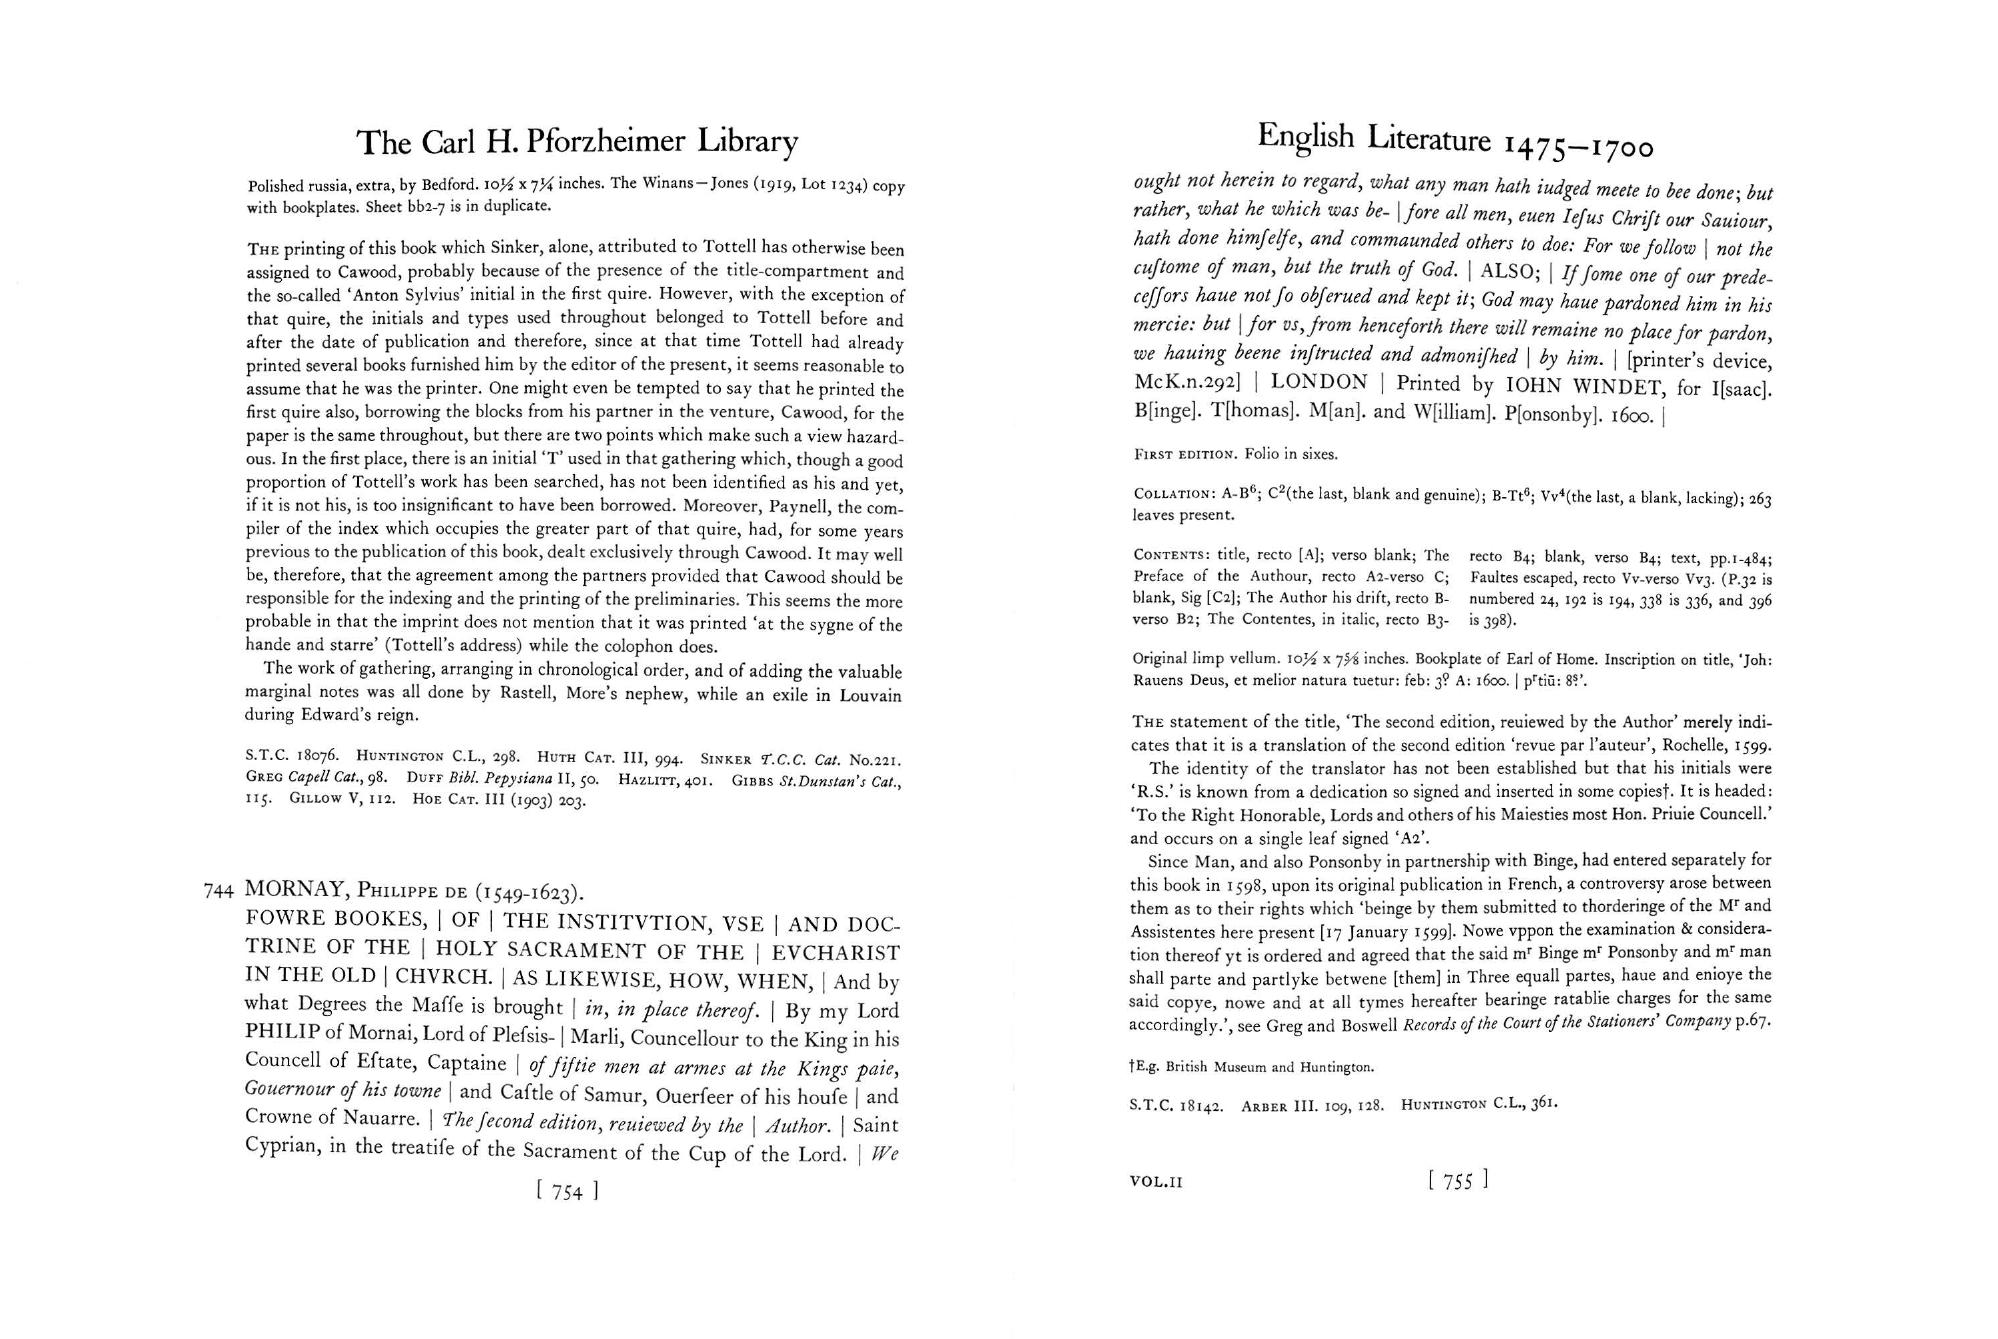 The Carl H. Pforzheimer Library
Polished russia, extra, by Bedford. 10½ x 7¼ inches. The Winans—Jones (1919, Lot 1234) copy
with bookplates. Sheet bb2-7 is in duplicate.
THE printing of this book which Sinker, alone, attributed to Tottell has otherwise been
assigned to Cawood, probably because of the presence of the title-compartment and
the so-called ‘Anton Sylvius’ initial in the first quire. However, with the exception of
that quire, the initials and types used throughout belonged to Tottell before and
after the date of publication and therefore, since at that time Tottell had already
printed several books furnished him by the editor of the present, it seems reasonable to
assume that he was the printer. One might even be tempted to say that he printed the
first quire also, borrowing the blocks from his partner in the venture, Cawood, for the
paper is the same throughout, but there are two points which make such a view hazard-
ous. In the first place, there is an initial ‘T’ used in that gathering which, though a good
proportion of Tottell’s work has been searched, has not been identified as his and yet,
if it is not his, is too insignificant to have been borrowed. Moreover, Paynell, the com-
piler of the index which occupies the greater part of that quire, had, for some years
previous to the publication of this book, dealt exclusively through Cawood. It may well
be, therefore, that the agreement among the partners provided that Cawood should be
responsible for the indexing and the printing of the preliminaries. This seems the more
probable in that the imprint does not mention that it was printed ‘at the sygne of the
hande and starre’ (Tottell’s address) while the colophon does.
The work of gathering, arranging in chronological order, and of adding the valuable
marginal notes was all done by Rastell, More’s nephew, while an exile in Louvain
during Edward’s reign.
S.T.C. 18076. HUNTINGTON C.L., 298. HUTH CAT. III, 994. SINKER T.C.C. Cat. No.221.
GREG Capell Cat., 98. DUFF Bibl. Pepysiana II, 50. HAZLITT, 401. GIBBS St.Dunstan’s Cat.,
115. GILLOW V, 112. HOE CAT. III (1903) 203.
744 MORNAY, PHILIPPE DE (1549-1623).
FOWRE BOOKES, | OF | THE INSTITVTION, VSE | AND DOC-
TRINE OF THE | HOLY SACRAMENT OF THE | EVCHARIST
IN THE OLD | CHVRCH. | AS LIKEWISE, HOW, WHEN, | And by
what Degrees the Maſſe is brought | in, in place thereof. | By my Lord
PHILIP of Mornai, Lord of Pleſsis- | Marli, Councellour to the King in his
Councell of Eſtate, Captaine | of fiftie men at armes at the Kings paie,
Gouernour of his towne | and Caſtle of Samur, Ouerſeer of his houſe | and
Crowne of Nauarre. | The ſecond edition, reuiewed by the | Author. | Saint
Cyprian, in the treatiſe of the Sacrament of the Cup of the Lord. | We
[ 754 ]
English Literature 1475—1700
ought not herein to regard, what any man hath iudged meete to bee done; but
rather, what he which was be- | fore all men, euen Ieſus Chriſt our Sauiour,
hath done himſelfe, and commaunded others to doe: For we follow | not the
cuſtome of man, but the truth of God. | ALSO; | If ſome one of our prede-
ceſſors haue not ſo obſerued and kept it; God may haue pardoned him in his
mercie: but | for vs, from henceforth there will remaine no place for pardon,
we hauing beene inſtructed and admoniſhed | by him. | [printer’s device,
McK.n.292] | LONDON | Printed by IOHN WINDET, for I[saac].
B[inge]. T[homas]. M[an]. and W[illiam]. P[onsonby]. 1600. |
FIRST EDITION. Folio in sixes.
COLLATION: A-B⁶; C²(the last, blank and genuine); B-Tt⁶; Vv⁴(the last, a blank, lacking); 263
leaves present.
CONTENTS: title, recto [A]; verso blank; The
Preface of the Authour, recto A2-verso C;
blank, Sig [C2]; The Author his drift, recto B-
verso B2; The Contentes, in italic, recto B3-
recto B4; blank, verso B4; text, pp.1-484;
Faultes escaped, recto Vv-verso Vv3. (P.32 is
numbered 24, 192 is 194, 338 is 336, and 396
is 398).
Original limp vellum. 10½ x 7⅝ inches. Bookplate of Earl of Home. Inscription on title, ‘Joh:
Rauens Deus, et melior natura tuetur: feb: 3º A: 1600. | pʳtiū: 8ˢ’.
THE statement of the title, ‘The second edition, reuiewed by the Author’ merely indi-
cates that it is a translation of the second edition ‘revue par l’auteur’, Rochelle, 1599.
The identity of the translator has not been established but that his initials were
‘R.S.’ is known from a dedication so signed and inserted in some copies†. It is headed:
‘To the Right Honorable, Lords and others of his Maiesties most Hon. Priuie Councell.’
and occurs on a single leaf signed ‘A2’.
Since Man, and also Ponsonby in partnership with Binge, had entered separately for
this book in 1598, upon its original publication in French, a controversy arose between
them as to their rights which ‘beinge by them submitted to thorderinge of the Mʳ and
Assistentes here present [17 January 1599]. Nowe vppon the examination & considera-
tion thereof yt is ordered and agreed that the said mʳ Binge mʳ Ponsonby and mʳ man
shall parte and partlyke betwene [them] in Three equall partes, haue and enioye the
said copye, nowe and at all tymes hereafter bearinge ratablie charges for the same
accordingly.’, see Greg and Boswell Records of the Court of the Stationers’ Company p.67.
†E.g. British Museum and Huntington.
S.T.C. 18142. ARBER III. 109, 128. HUNTINGTON C.L., 361.
VOL.II
[ 755 ]